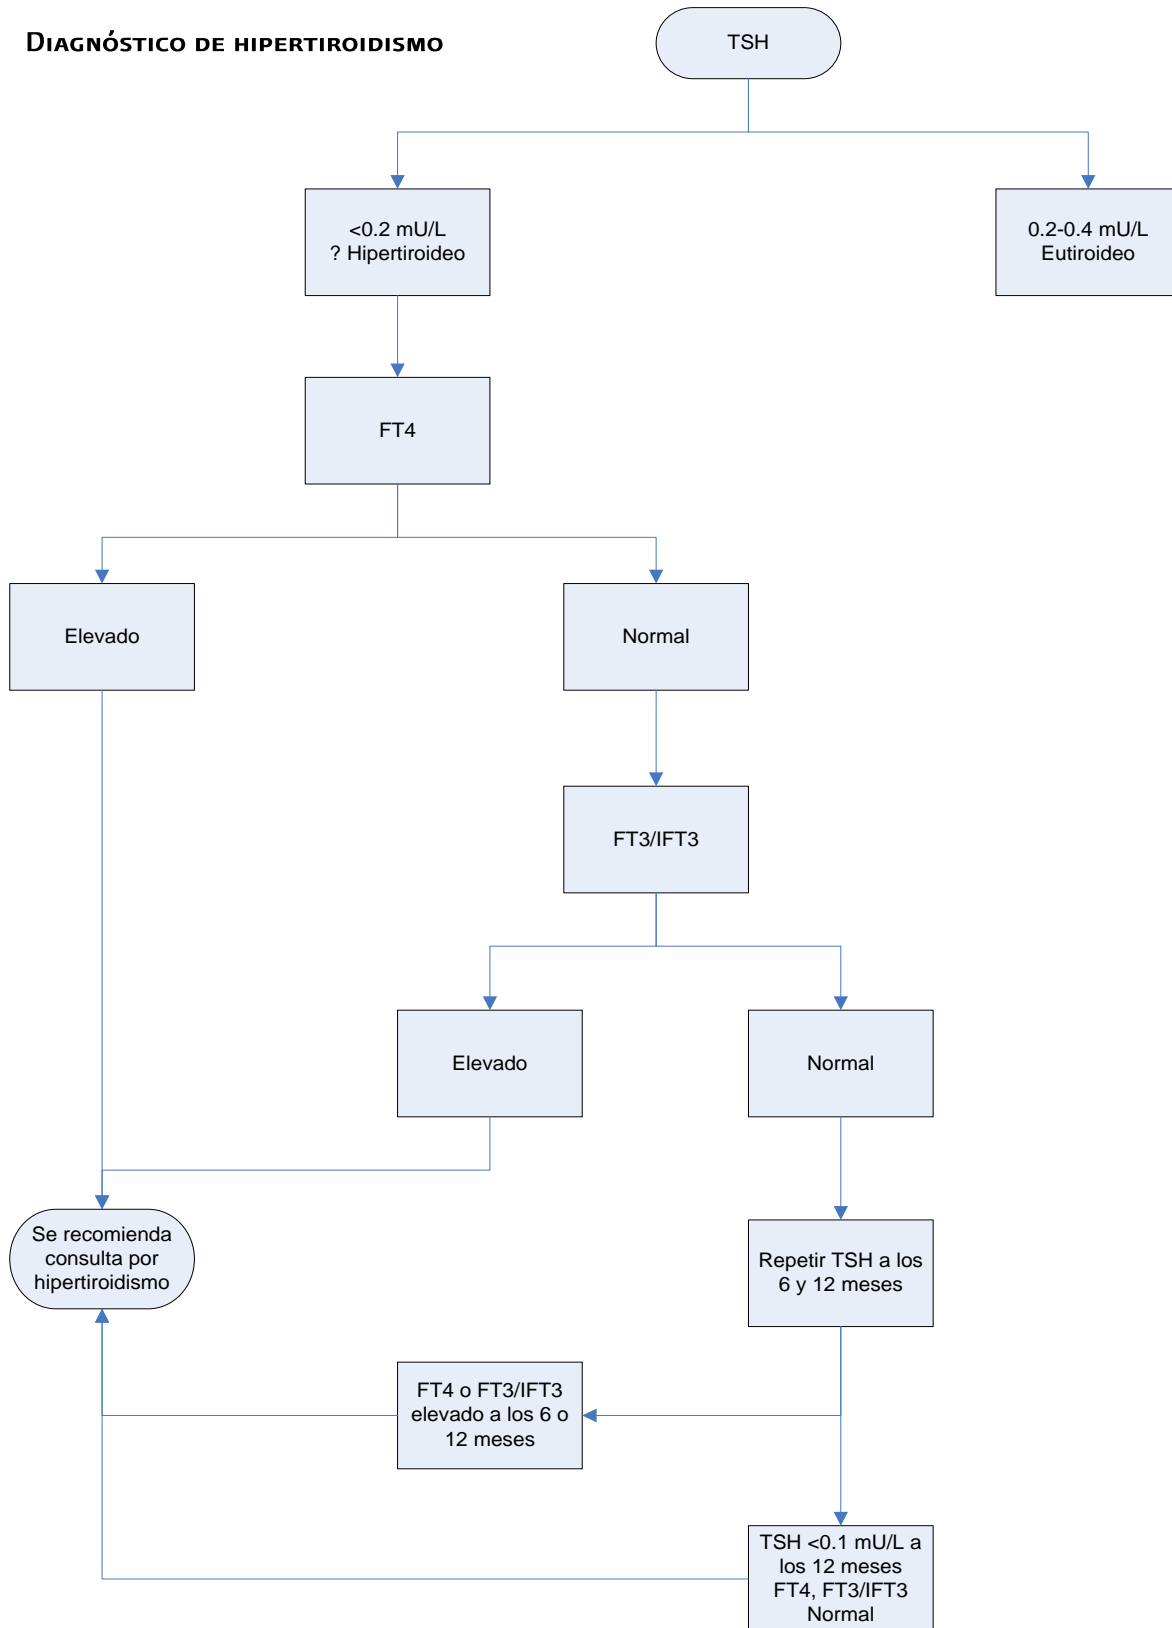 DIAGNÓSTICO DE HIPERTIROIDISMO
TSH
<0.2 mU/L
? Hipertiroideo
0.2-0.4 mU/L
Eutiroideo
FT4
Elevado
Normal
FT3/IFT3
Elevado
Normal
Se recomienda
consulta por
hipertiroidismo
Repetir TSH a los
6 y 12 meses
FT4 o FT3/IFT3
elevado a los 6 o
12 meses
TSH <0.1 mU/L a
los 12 meses
FT4, FT3/IFT3
Normal